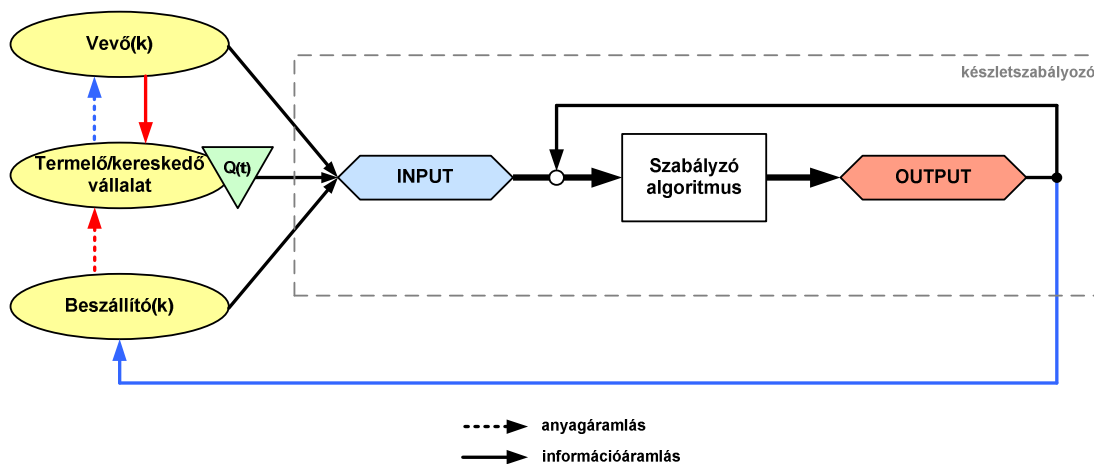 Vevő(k)
készletszabályozó
Termelő/kereskedő
vállalat
Q(t)
INPUT
Szabályzó
algoritmus
OUTPUT
Beszállító(k)
anyagáramlás
információáramlás